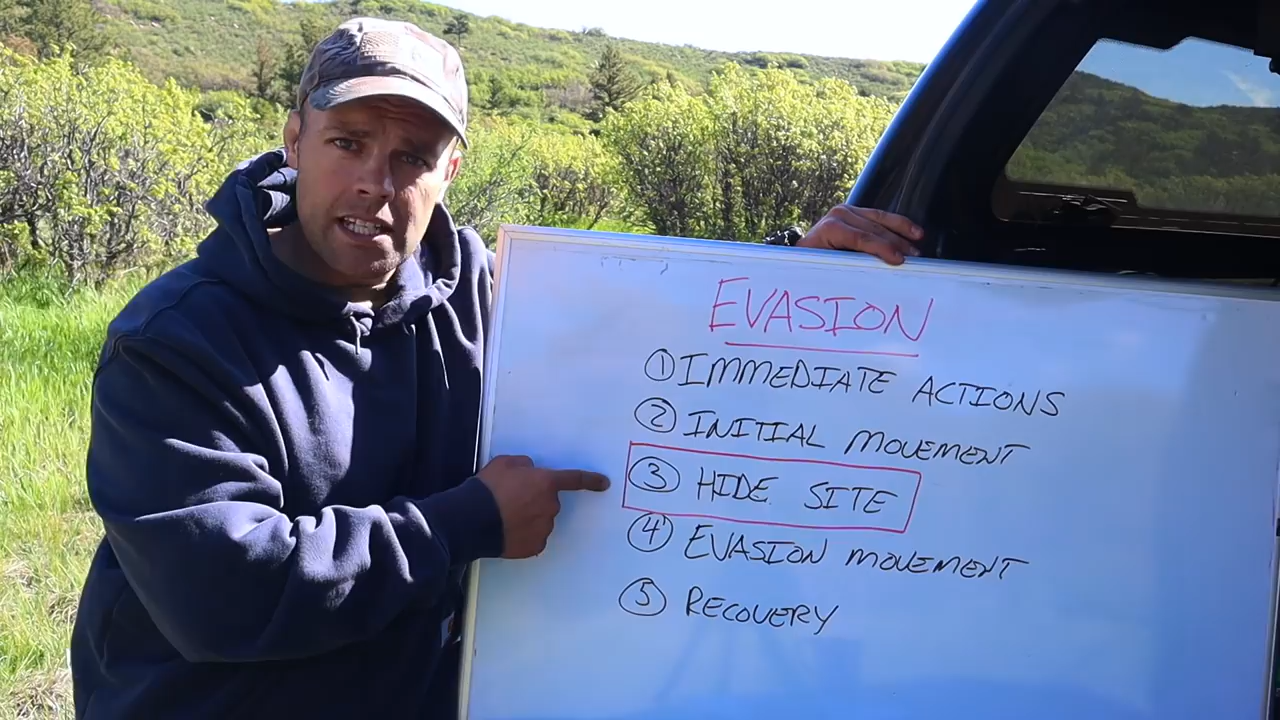 EVASION
① IMMEDIATE ACTIONS
② INITIAL MOVEMENT
③ HIDE SITE
④ EVASION MOVEMENT
⑤ RECOVERY